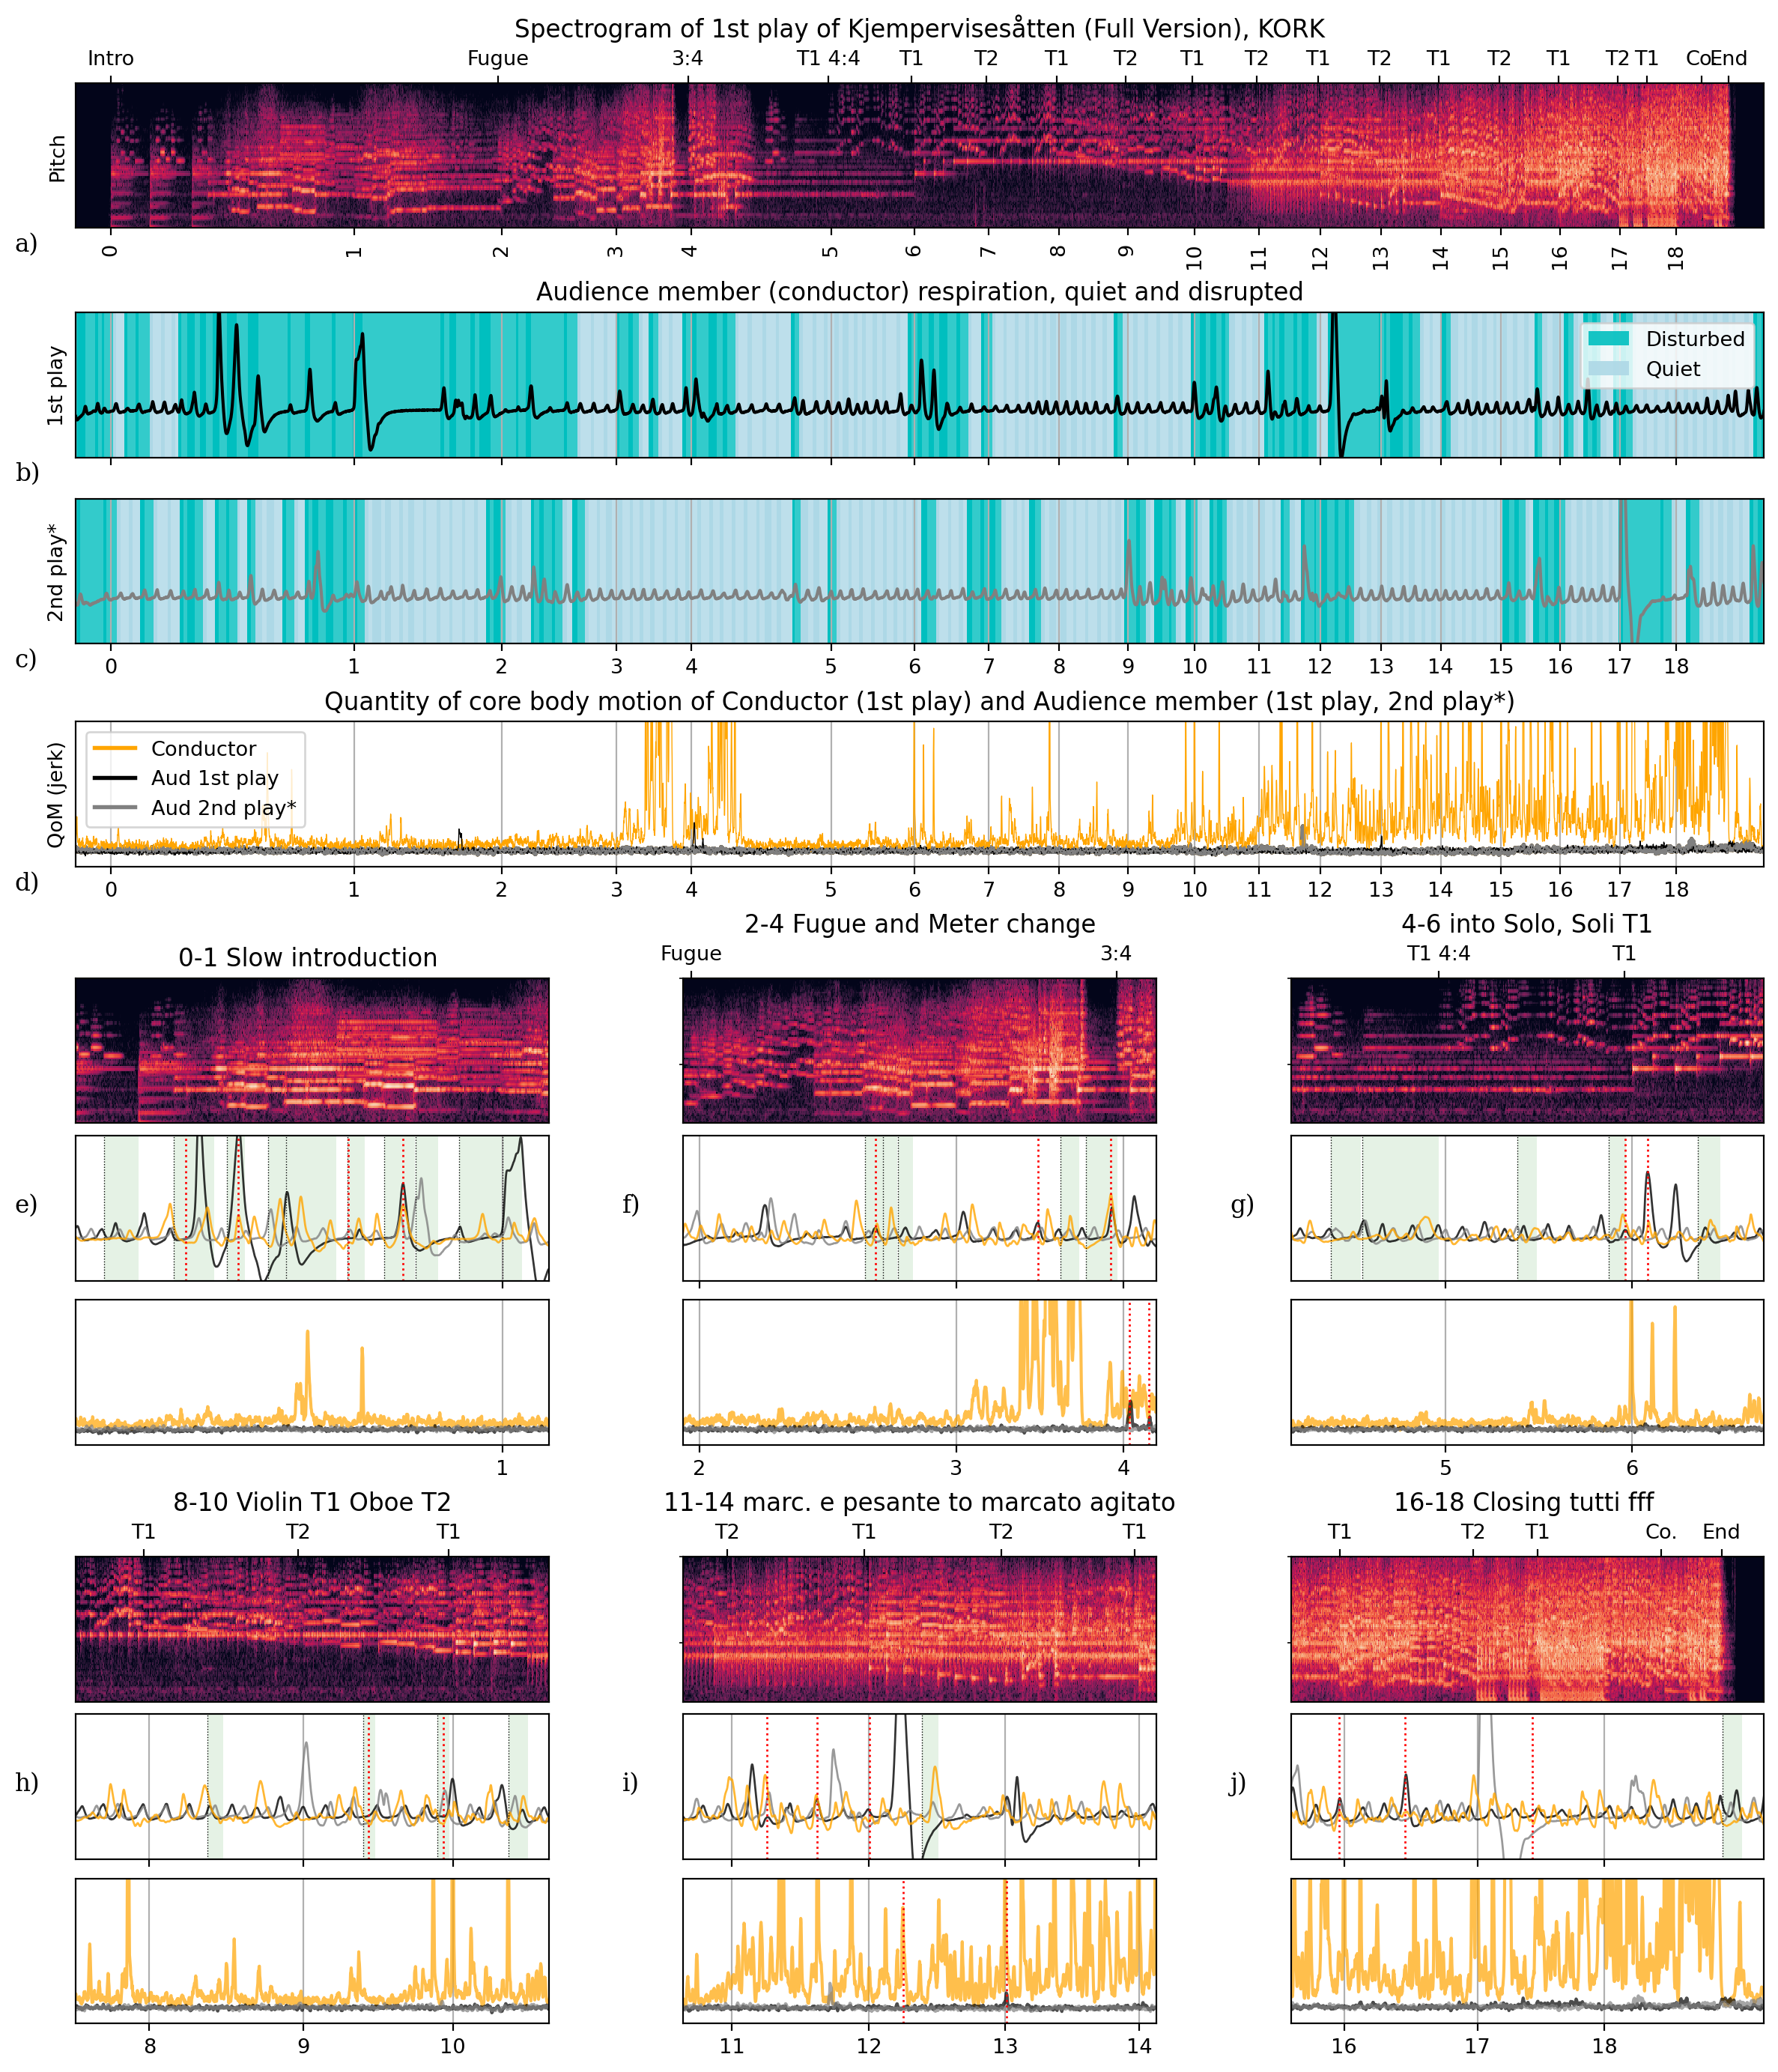 Spectrogram of 1st play of Kjempervisesåtten (Full Version), KORK
Intro Fugue 3:4 T1 4:4 T1 T2 T1 T2 T1 T2 T1 T2 T1 T2 T1 T2 T1 Co End
Pitch
a)
0 1 2 3 4 5 6 7 8 9 10 11 12 13 14 15 16 17 18
Audience member (conductor) respiration, quiet and disrupted
1st play
Disturbed
Quiet
b)
2nd play*
c)
0 1 2 3 4 5 6 7 8 9 10 11 12 13 14 15 16 17 18
Quantity of core body motion of Conductor (1st play) and Audience member (1st play, 2nd play*)
QoM (jerk)
Conductor
Aud 1st play
Aud 2nd play*
d)
0 1 2 3 4 5 6 7 8 9 10 11 12 13 14 15 16 17 18
0-1 Slow introduction
e)
1
2-4 Fugue and Meter change
Fugue 3:4
f)
2 3 4
4-6 into Solo, Soli T1
T1 4:4 T1
g)
5 6
8-10 Violin T1 Oboe T2
T1 T2 T1
h)
8 9 10
11-14 marc. e pesante to marcato agitato
T2 T1 T2 T1
i)
11 12 13 14
16-18 Closing tutti fff
T1 T2 T1 Co. End
j)
16 17 18